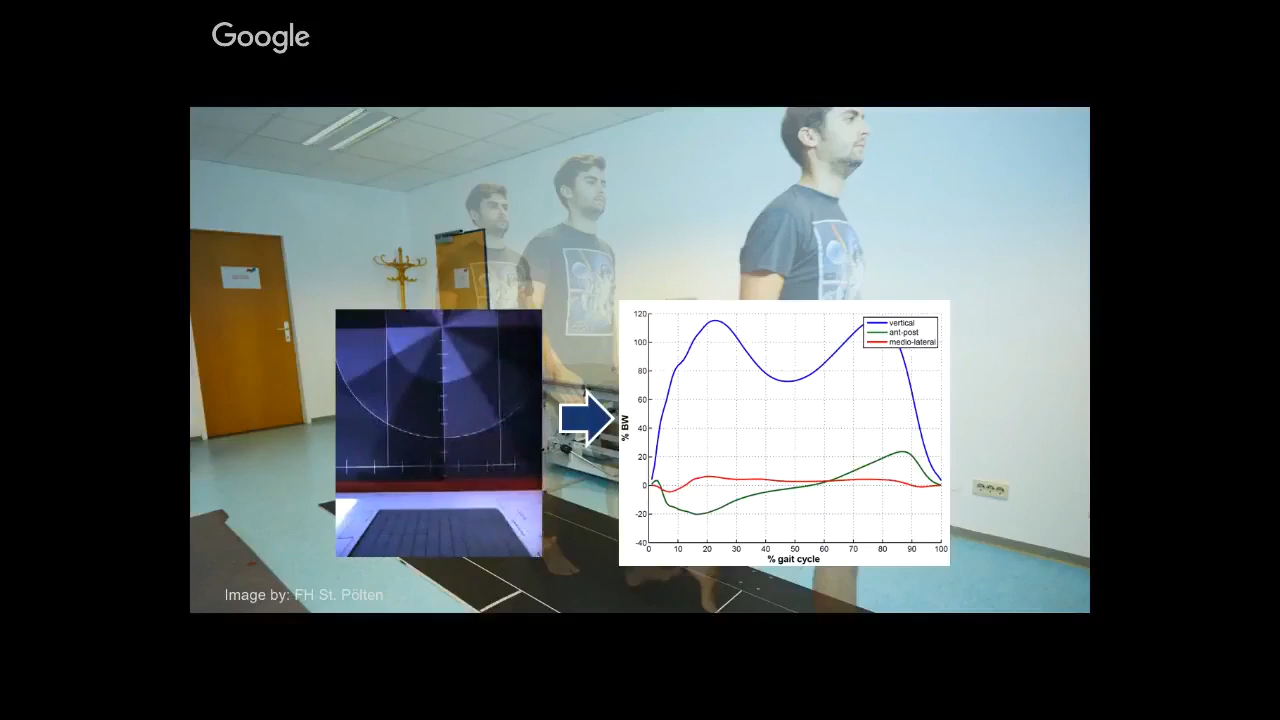 Google
120
100
80
60
40
20
0
-20
-40
% BW
vertical
ant-post
medio-lateral
0 10 20 30 40 50 60 70 80 90 100
% gait cycle
Image by: FH St. Pölten